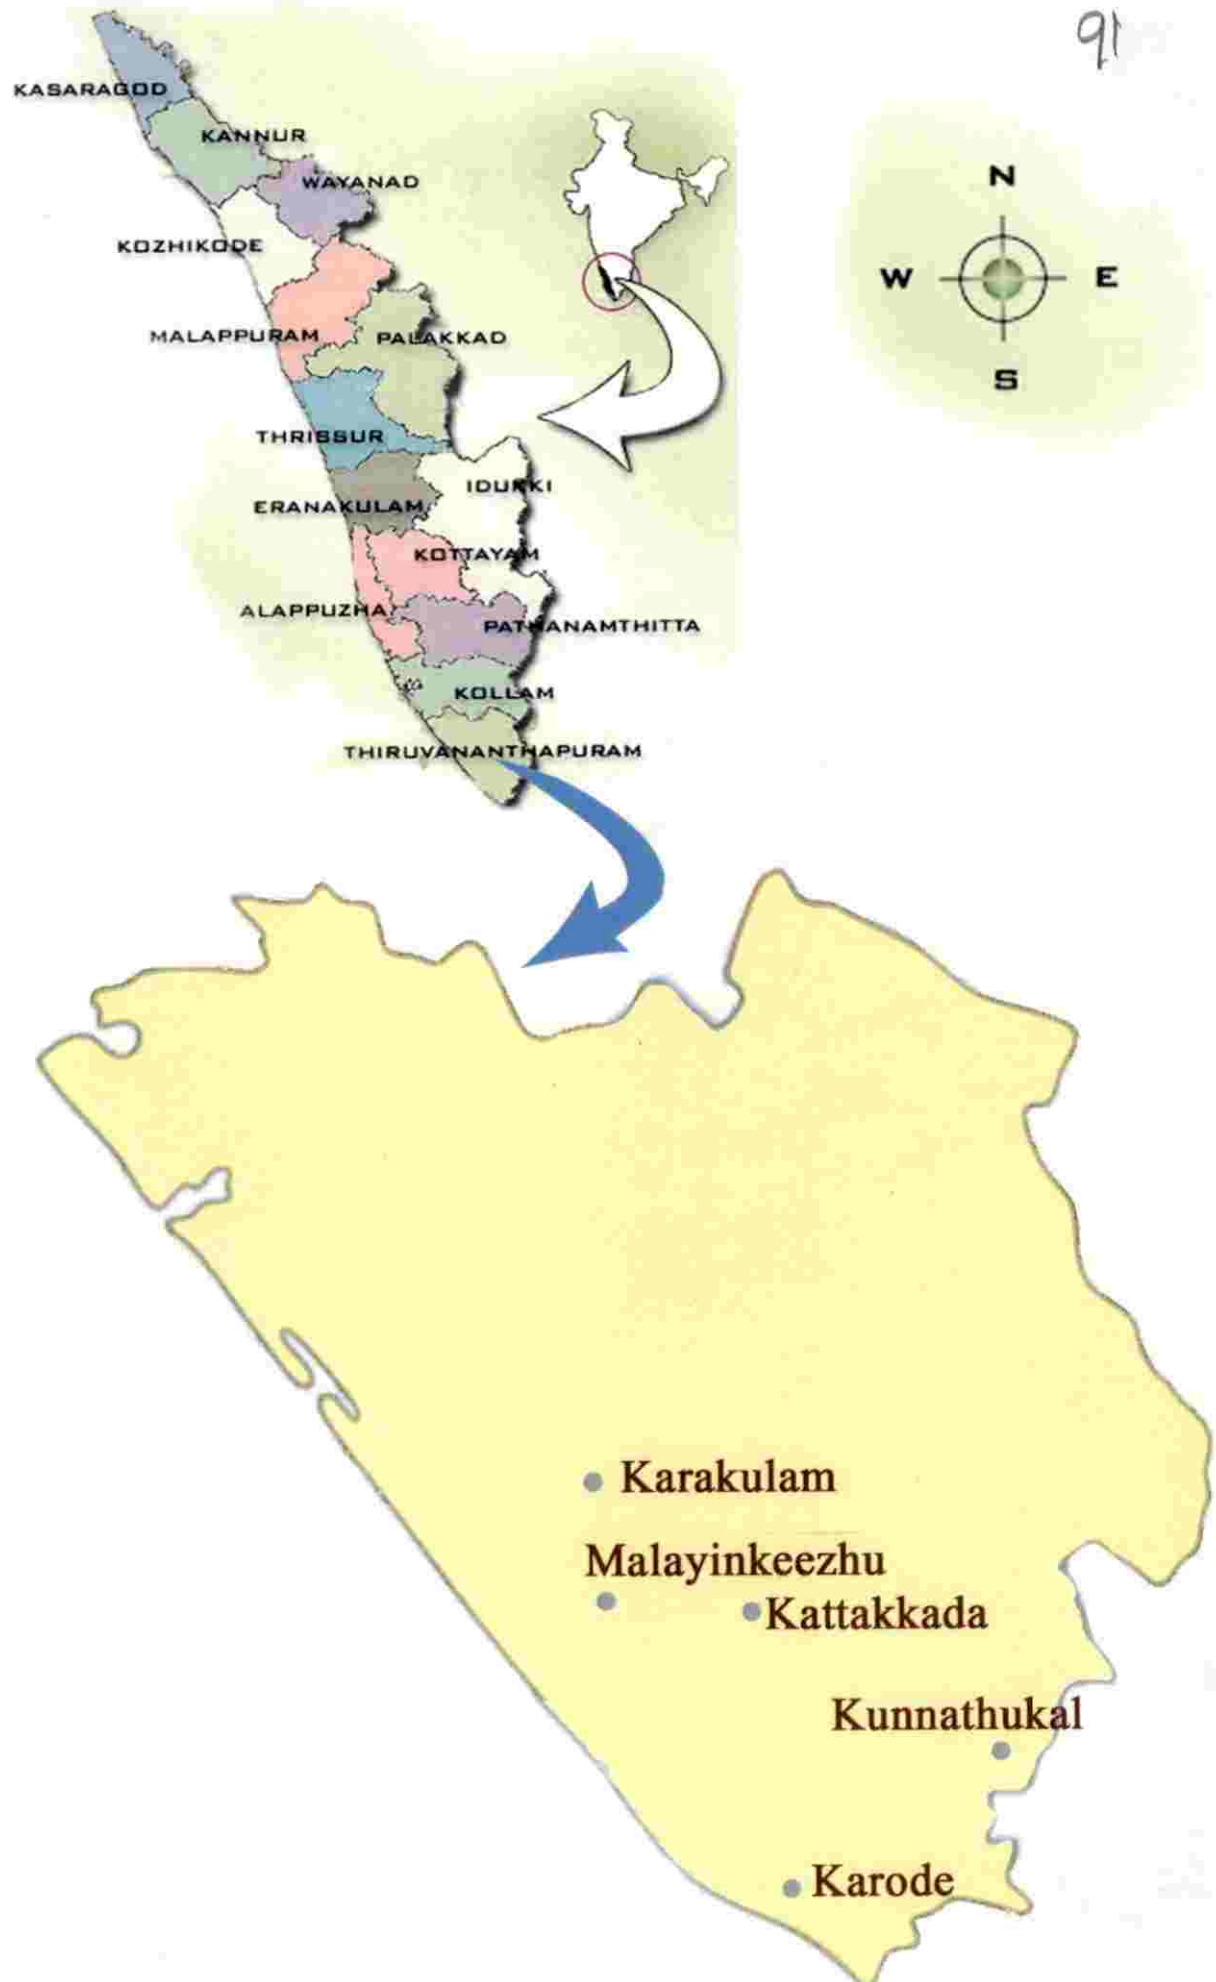 91
KASARAGOD
KANNUR
WAYANAD
KOZHIKODE
MALAPPURAM
PALAKKAD
THRISSUR
IDUKKI
ERANAKULAM
KOTTAYAM
ALAPPUZHA
PATHANAMTHITTA
KOLLAM
THIRUVANANTHAPURAM
N
W E
S
Karakulam
Malayinkeezhu
Kattakkada
Kunnathukal
Karode